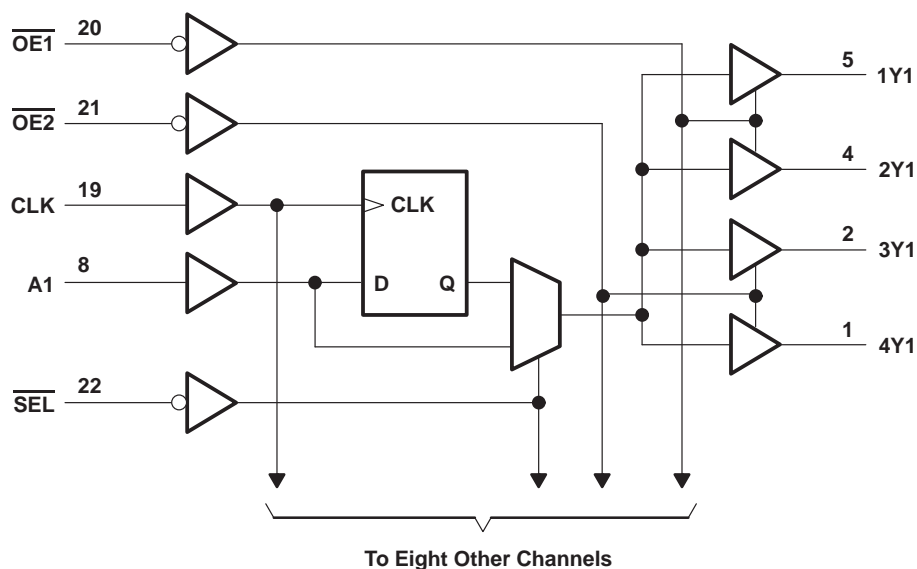 OE1 20
OE2 21
CLK 19
A1 8
SEL 22
CLK
D Q
5 1Y1
4 2Y1
2 3Y1
1 4Y1
To Eight Other Channels